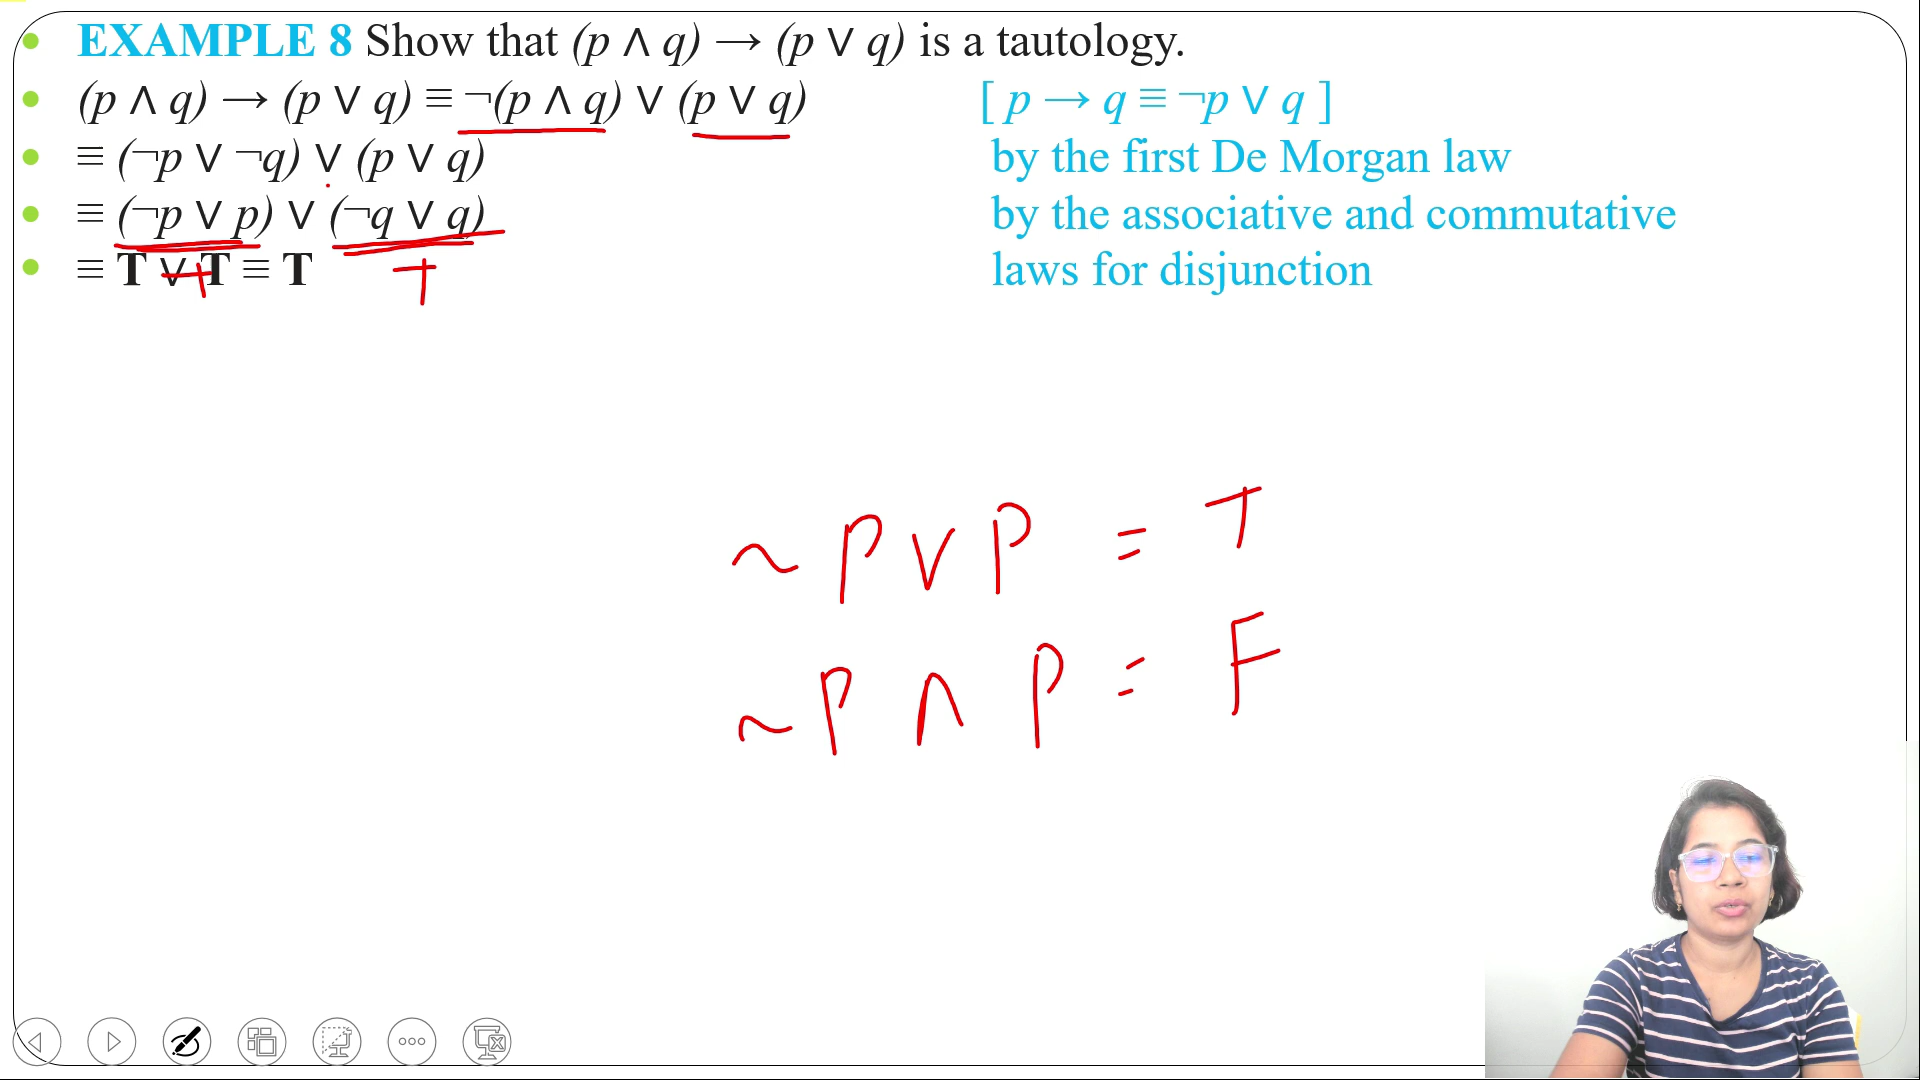 EXAMPLE 8 Show that (p ∧ q) → (p ∨ q) is a tautology.
(p ∧ q) → (p ∨ q) ≡ ¬(p ∧ q) ∨ (p ∨ q) [ p → q ≡ ¬p ∨ q ]
≡ (¬p ∨ ¬q) ∨ (p ∨ q) by the first De Morgan law
≡ (¬p ∨ p) ∨ (¬q ∨ q) by the associative and commutative
≡ T ∨ T ≡ T laws for disjunction
T T
~ P ∨ P = T
~ P ∧ P = F